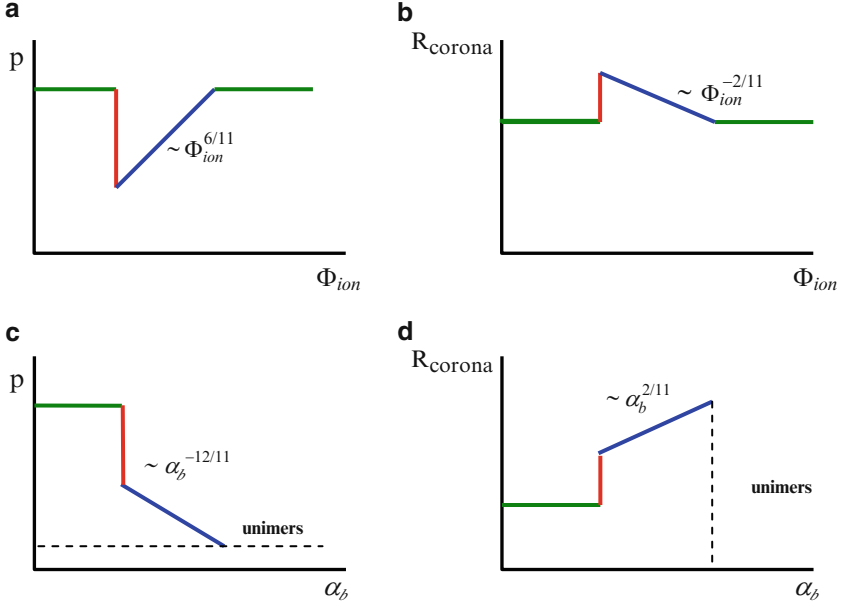 a
p
~ Φ_ion^6/11
Φ_ion
b
R_corona
~ Φ_ion^-2/11
Φ_ion
c
p
~ α_b^-12/11
unimers
α_b
d
R_corona
~ α_b^2/11
unimers
α_b